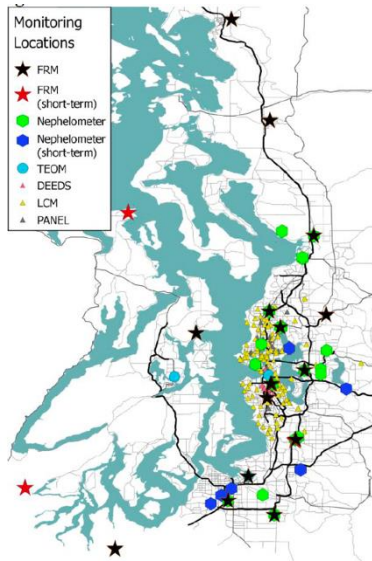 Monitoring
Locations
FRM
FRM
(short-term)
Nephelometer
Nephelometer
(short-term)
TEOM
DEEDS
LCM
PANEL